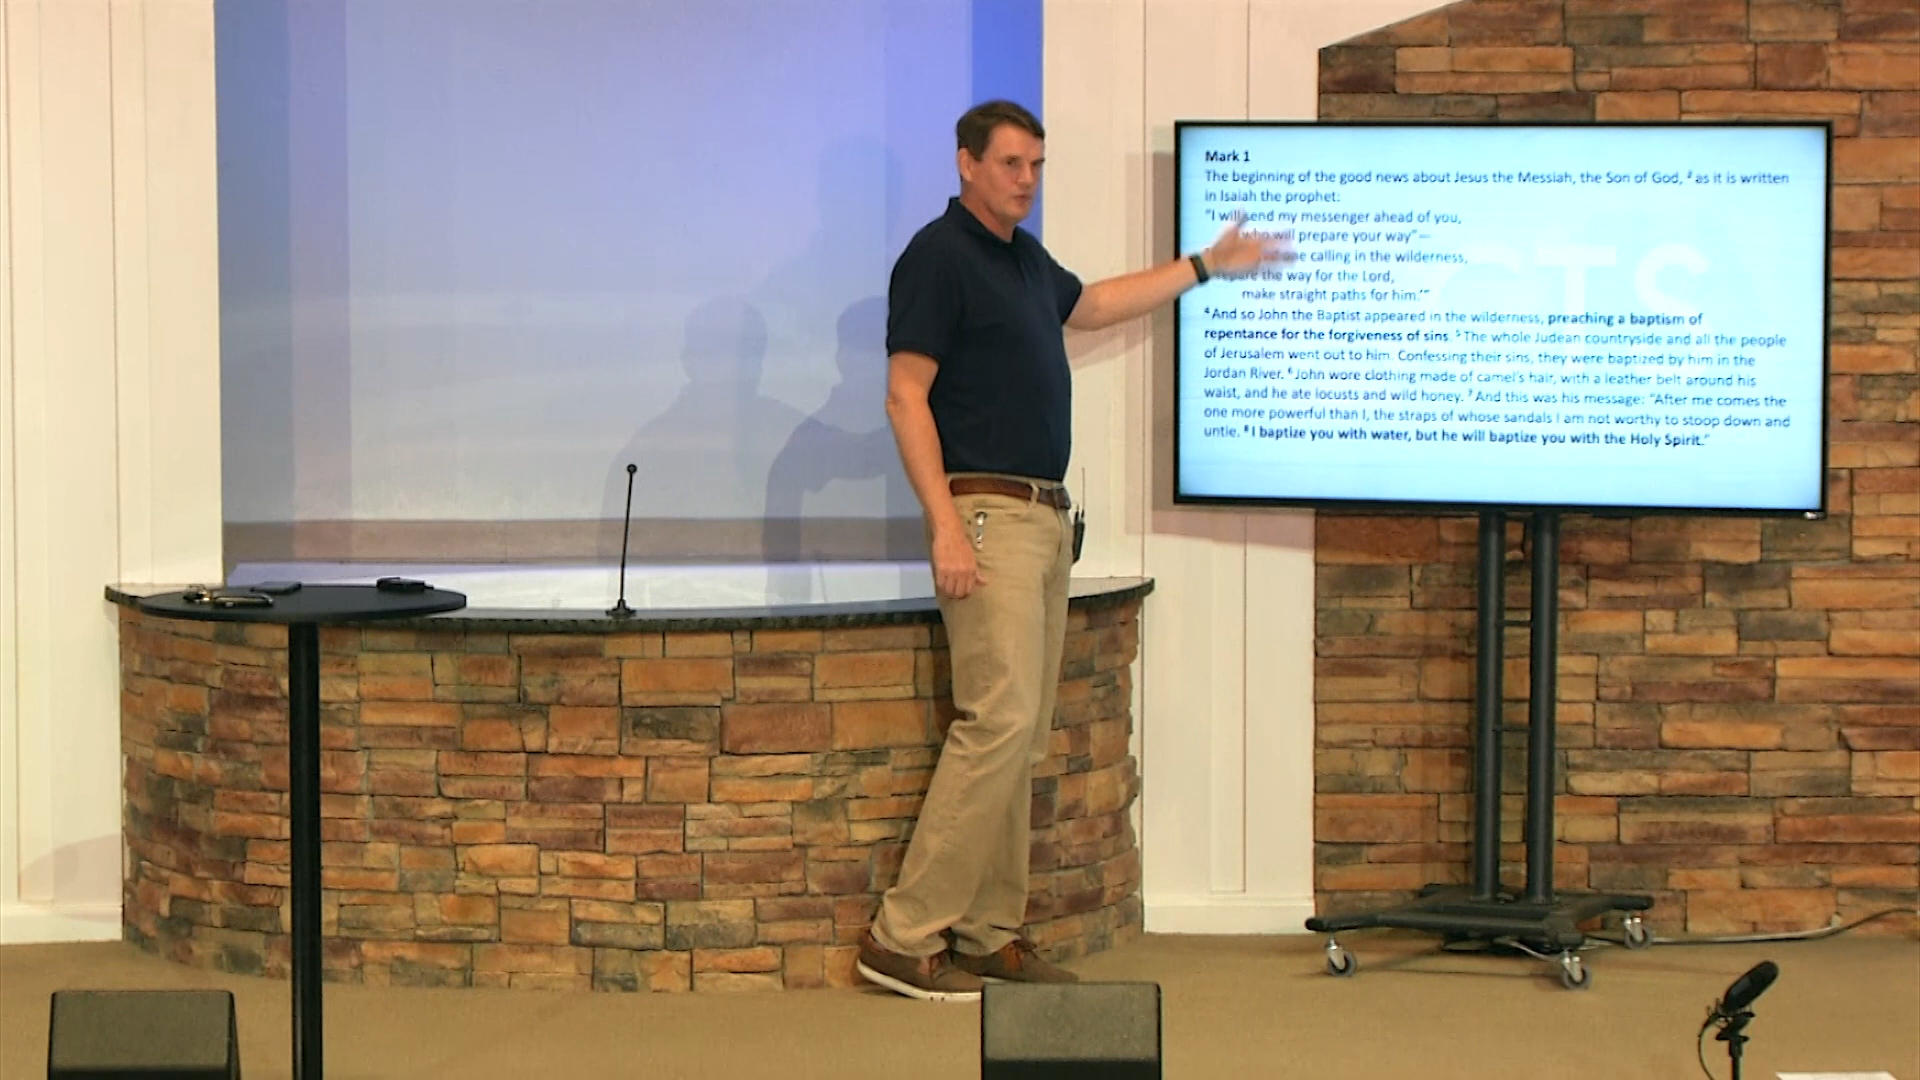 Mark 1
The beginning of the good news about Jesus the Messiah, the Son of God, ² as it is written
in Isaiah the prophet:
"I will send my messenger ahead of you,
who will prepare your way"—
one calling in the wilderness,
the way for the Lord,
make straight paths for him.'"
⁴ And so John the Baptist appeared in the wilderness, preaching a baptism of
repentance for the forgiveness of sins. ⁵ The whole Judean countryside and all the people
of Jerusalem went out to him. Confessing their sins, they were baptized by him in the
Jordan River. ⁶ John wore clothing made of camel's hair, with a leather belt around his
waist, and he ate locusts and wild honey. ⁷ And this was his message: "After me comes the
one more powerful than I, the straps of whose sandals I am not worthy to stoop down and
untie. ⁸ I baptize you with water, but he will baptize you with the Holy Spirit."